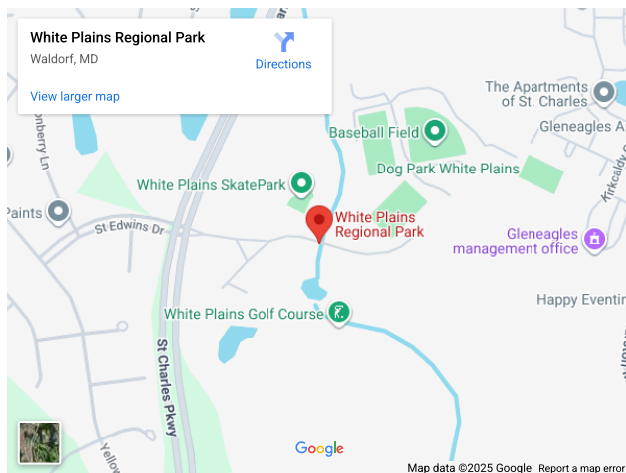 White Plains Regional Park
Waldorf, MD
Directions
View larger map
The Apartments
of St. Charles
Baseball Field
Gleneagles A
Dog Park White Plains
White Plains SkatePark
Kirkcaldy
Paints
White Plains
Regional Park
St Edwins Dr
Gleneagles
management office
Happy Eventin
White Plains Golf Course
St Charles Pkwy
Yellow
Google
Map data ©2025 Google
Report a map error